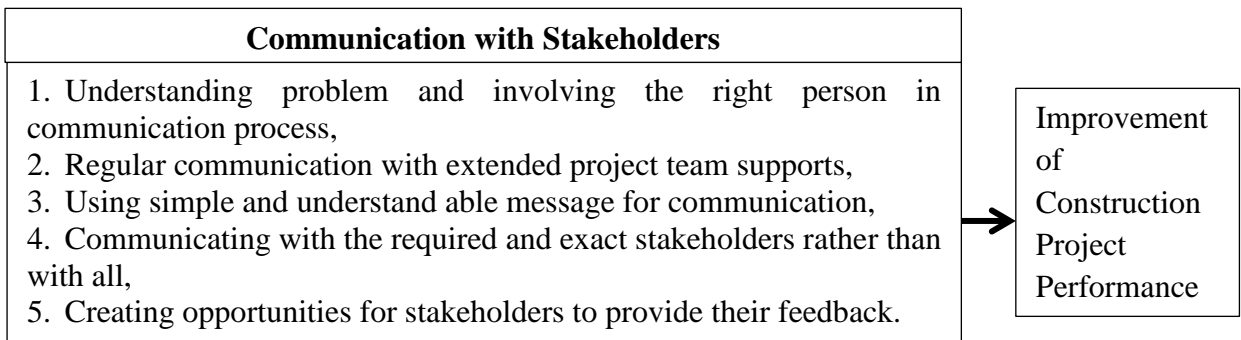 Communication with Stakeholders
1. Understanding problem and involving the right person in
communication process,
2. Regular communication with extended project team supports,
3. Using simple and understand able message for communication,
4. Communicating with the required and exact stakeholders rather than
with all,
5. Creating opportunities for stakeholders to provide their feedback.
Improvement
of
Construction
Project
Performance